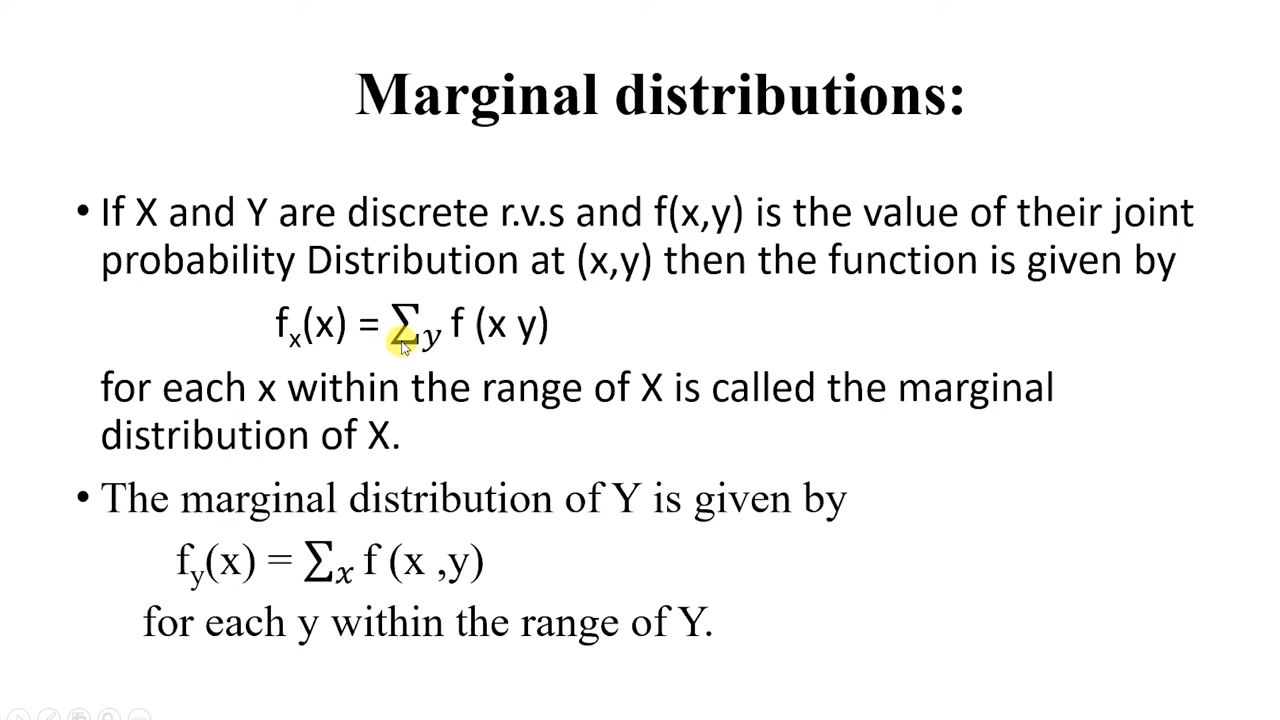 Marginal distributions:
• If X and Y are discrete r.v.s and f(x,y) is the value of their joint
probability Distribution at (x,y) then the function is given by
fₓ(x) = ∑y f (x y)
for each x within the range of X is called the marginal
distribution of X.
• The marginal distribution of Y is given by
fy(x) = ∑x f (x ,y)
for each y within the range of Y.